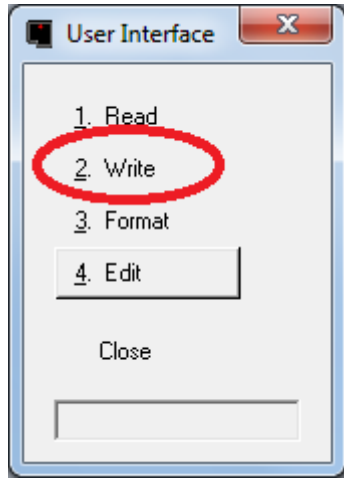 User Interface
1. Read
2. Write
3. Format
4. Edit
Close